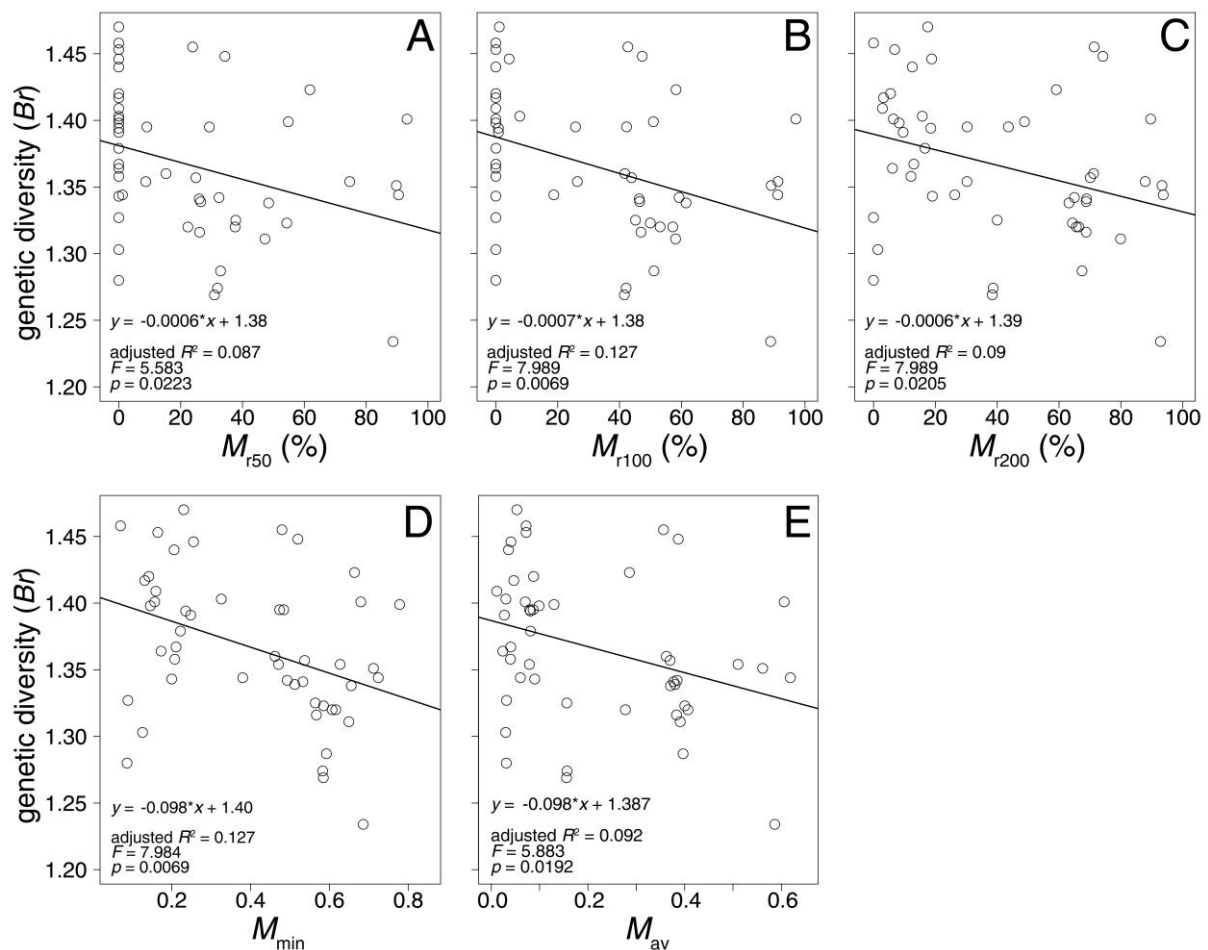 A
B
C
genetic diversity (Br)
1.45
1.40
1.35
1.30
1.25
1.20
y = -0.0006*x + 1.38
adjusted R² = 0.087
F = 5.583
p = 0.0223
y = -0.0007*x + 1.38
adjusted R² = 0.127
F = 7.989
p = 0.0069
y = -0.0006*x + 1.39
adjusted R² = 0.09
F = 7.989
p = 0.0205
0 20 40 60 80 100
0 20 40 60 80 100
0 20 40 60 80 100
Mr50 (%)
Mr100 (%)
Mr200 (%)
D
E
genetic diversity (Br)
1.45
1.40
1.35
1.30
1.25
1.20
y = -0.098*x + 1.40
adjusted R² = 0.127
F = 7.984
p = 0.0069
y = -0.098*x + 1.387
adjusted R² = 0.092
F = 5.883
p = 0.0192
0.2 0.4 0.6 0.8
0.0 0.2 0.4 0.6
Mmin
Mav